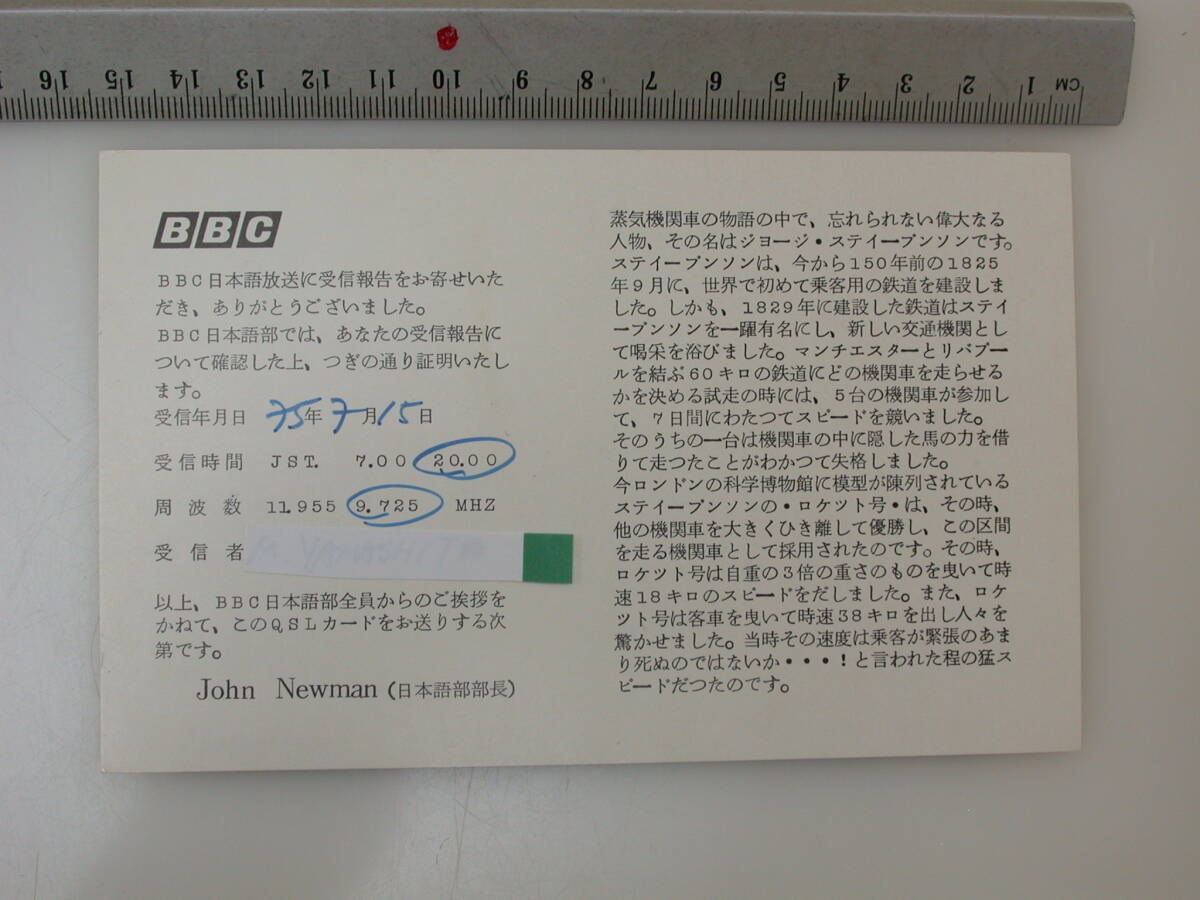 16 15 14 13 12 11 10 9 8 7 6 5 4 3 2 1 CM
BBC
BBC日本語放送に受信報告をお寄せいた
だき、ありがとうございました。
BBC日本語部では、あなたの受信報告に
ついて確認した上、つぎの通り証明いたし
ます。
受信年月日 75年7月15日
受信時間 JST. 7.00 20.00
周波数 11.955 9.725 MHZ
受信者
以上、BBC日本語部全員からのご挨拶を
かねて、このQSLカードをお送りする次
第です。
John Newman (日本語部部長)
蒸気機関車の物語の中で、忘れられない偉大なる
人物、その名はジョージ・ステイーブンソンです。
ステイーブンソンは、今から150年前の1825
年9月に、世界で初めて乗客用の鉄道を建設しま
した。しかも、1829年に建設した鉄道はステイ
ーブンソンを一躍有名にし、新しい交通機関とし
て喝采を浴びました。マンチエスターとリバプー
ルを結ぶ60キロの鉄道にどの機関車を走らせる
かを決める試走の時には、5台の機関車が参加し
て、7日間にわたつてスピードを競いました。
そのうちの一台は機関車の中に隠した馬の力を借
りて走つたことがわかつて失格しました。
今ロンドンの科学博物館に模型が陳列されている
ステイーブンソンの・ロケット号・は、その時、
他の機関車を大きくひき離して優勝し、この区間
を走る機関車として採用されたのです。その時、
ロケツト号は自重の3倍の重さのものを曳いて時
速18キロのスピードをだしました。また、ロケ
ツト号は客車を曳いて時速38キロを出し人々を
驚かせました。当時その速度は乗客が緊張のあま
り死ぬのではないか・・・!と言われた程の猛ス
ピードだつたのです。